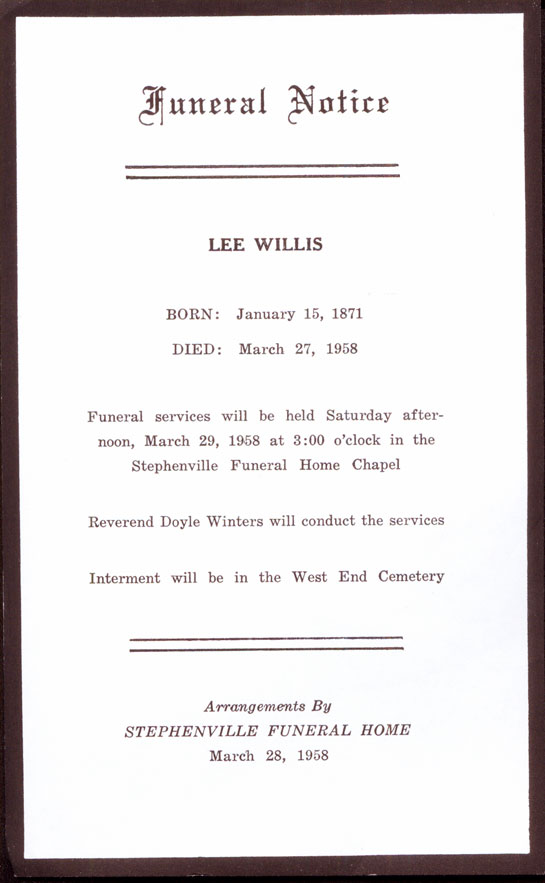 Funeral Notice
LEE WILLIS
BORN: January 15, 1871
DIED: March 27, 1958
Funeral services will be held Saturday after-
noon, March 29, 1958 at 3:00 o'clock in the
Stephenville Funeral Home Chapel
Reverend Doyle Winters will conduct the services
Interment will be in the West End Cemetery
Arrangements By
STEPHENVILLE FUNERAL HOME
March 28, 1958